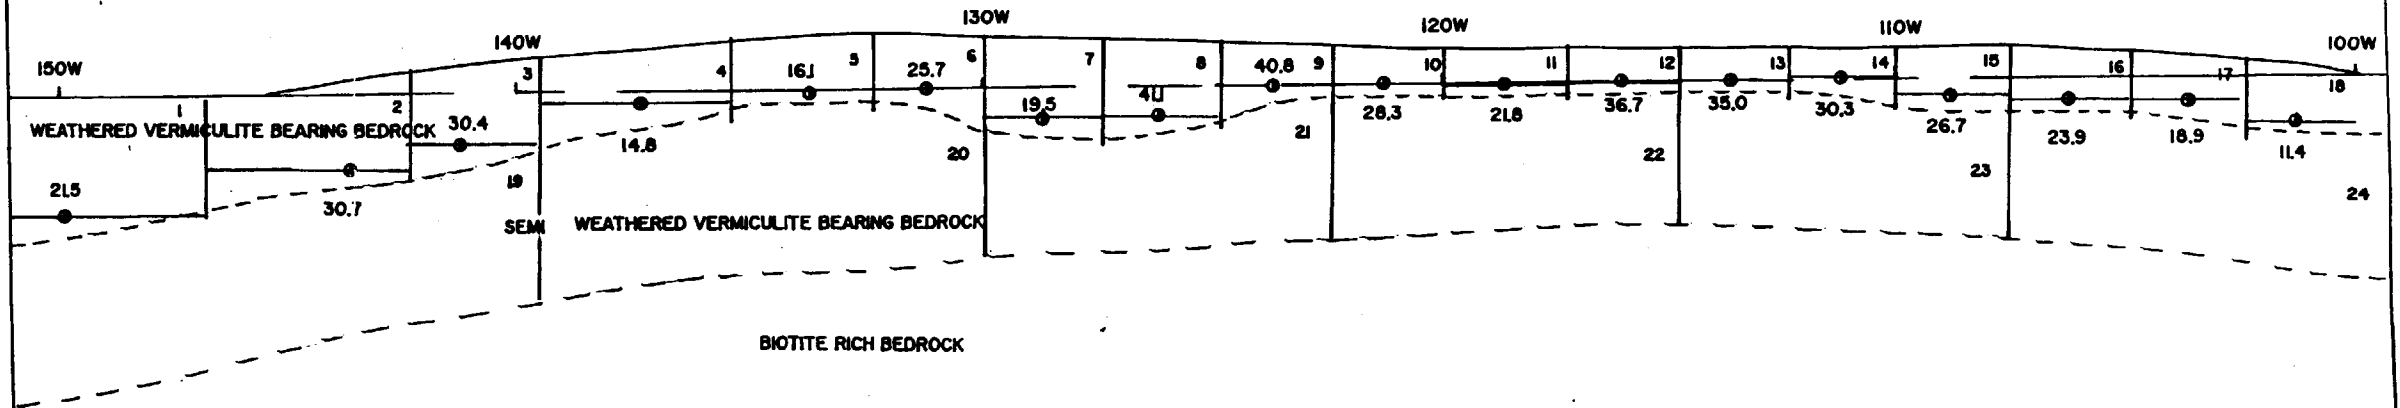 130W
120W
110W
140W
100W
150W
1 2 3 4 5 6 7 8 9 10 11 12 13 14 15 16 17 18
16.1 25.7 40.8
19.5 41.1
WEATHERED VERMICULITE BEARING BEDROCK 30.4
14.8 28.3 21.8 36.7 35.0 30.3 26.7 23.9 18.9 11.4
21.5 30.7
19 20 21 22 23 24
SEMI WEATHERED VERMICULITE BEARING BEDROCK
BIOTITE RICH BEDROCK